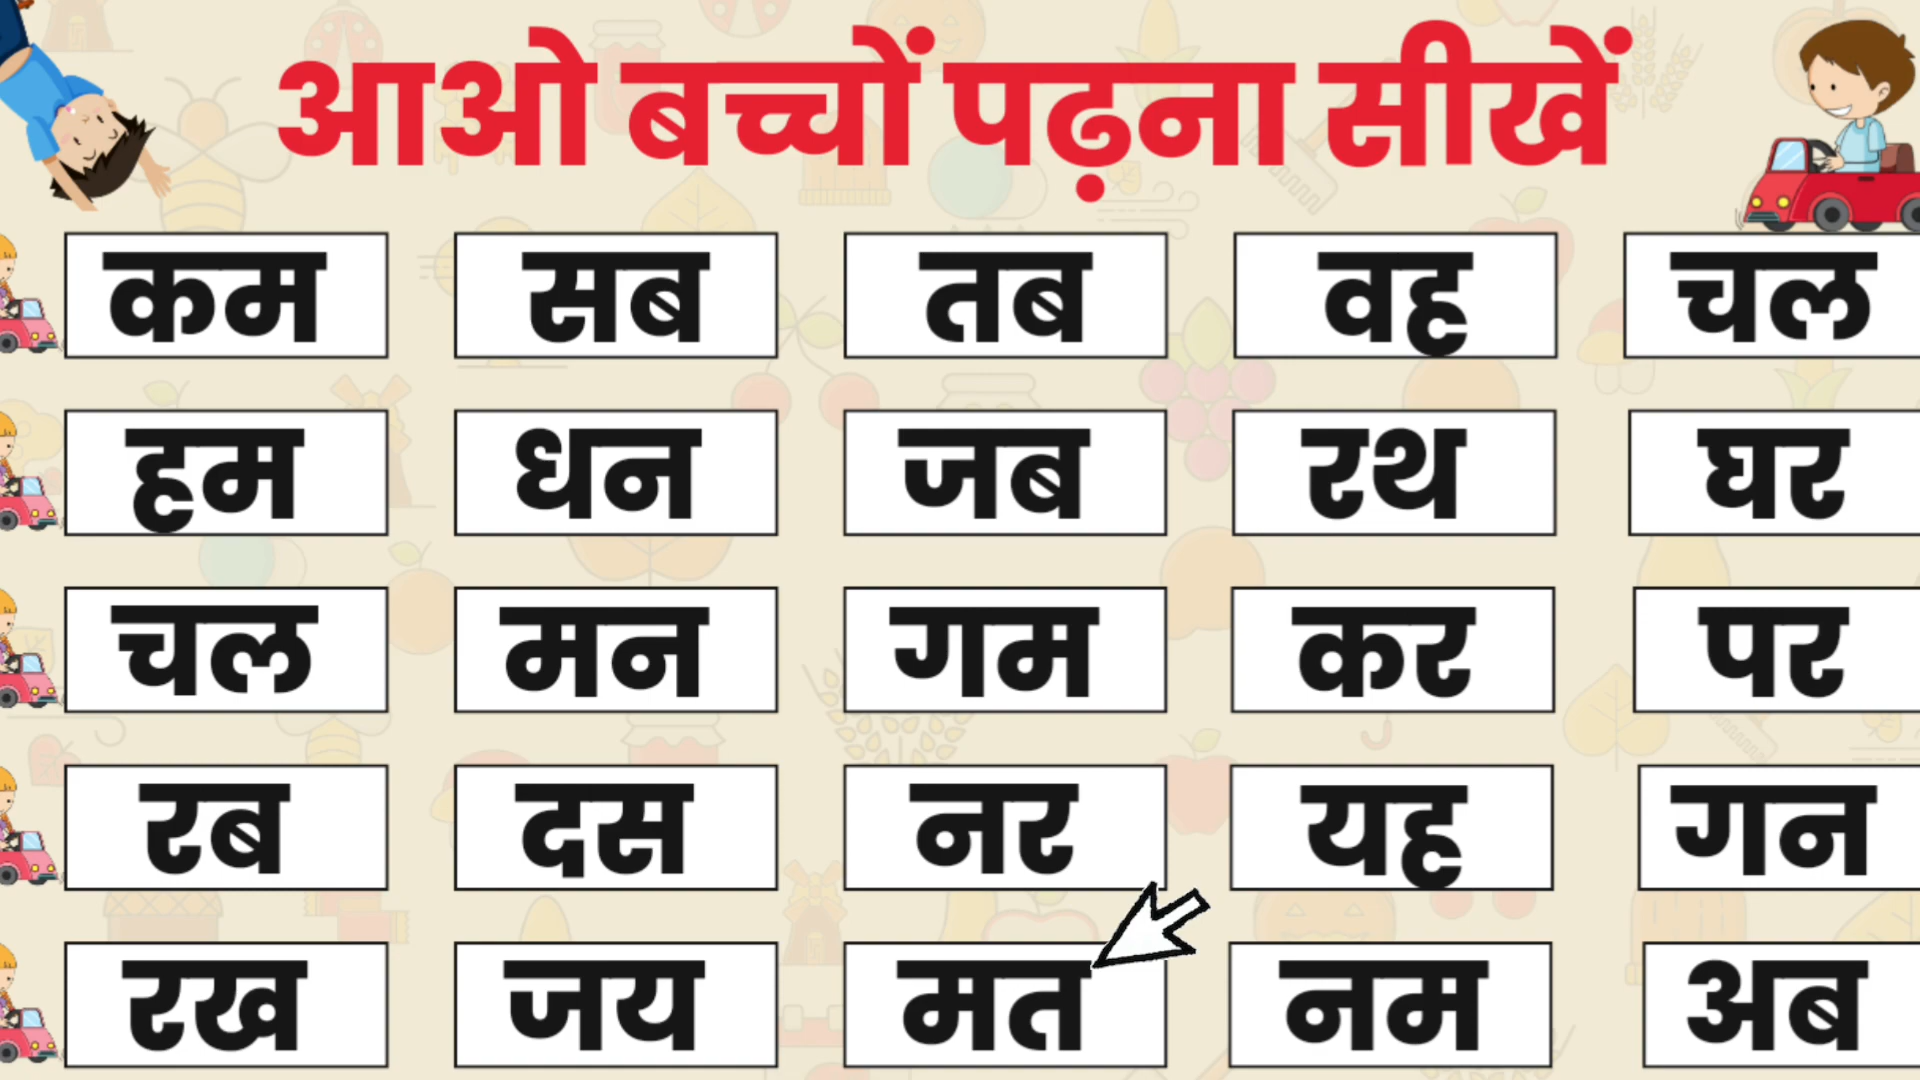 आओ बच्चों पढ़ना सीखें
कम सब तब वह चल
हम धन जब रथ घर
चल मन गम कर पर
रब दस नर यह गन
रख जय मत नम अब